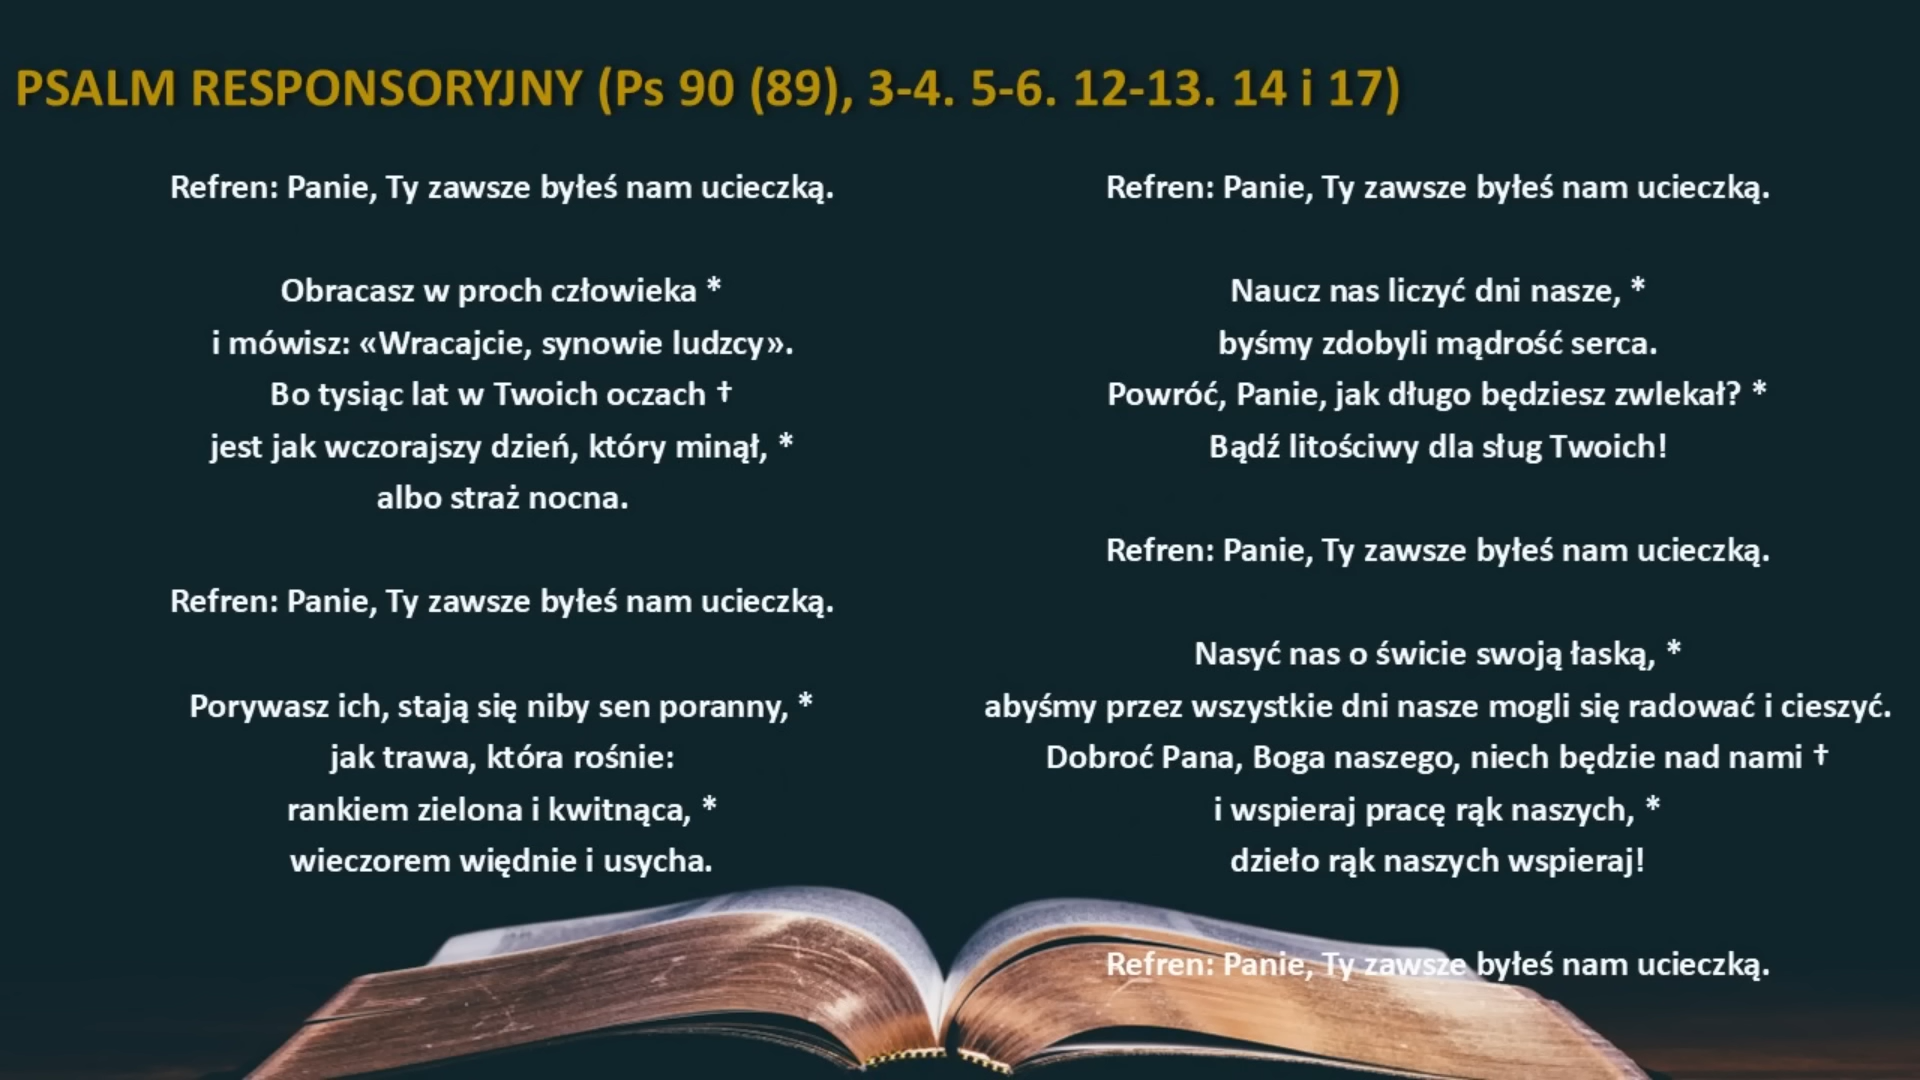 PSALM RESPONSORYJNY (Ps 90 (89), 3-4. 5-6. 12-13. 14 i 17)
Refren: Panie, Ty zawsze byłeś nam ucieczką.
Obracasz w proch człowieka *
i mówisz: «Wracajcie, synowie ludzcy».
Bo tysiąc lat w Twoich oczach †
jest jak wczorajszy dzień, który minął, *
albo straż nocna.
Refren: Panie, Ty zawsze byłeś nam ucieczką.
Porywasz ich, stają się niby sen poranny, *
jak trawa, która rośnie:
rankiem zielona i kwitnąca, *
wieczorem więdnie i usycha.
Refren: Panie, Ty zawsze byłeś nam ucieczką.
Naucz nas liczyć dni nasze, *
byśmy zdobyli mądrość serca.
Powróć, Panie, jak długo będziesz zwlekał? *
Bądź litościwy dla sług Twoich!
Refren: Panie, Ty zawsze byłeś nam ucieczką.
Nasyć nas o świcie swoją łaską, *
abyśmy przez wszystkie dni nasze mogli się radować i cieszyć.
Dobroć Pana, Boga naszego, niech będzie nad nami †
i wspieraj pracę rąk naszych, *
dzieło rąk naszych wspieraj!
Refren: Panie, Ty zawsze byłeś nam ucieczką.